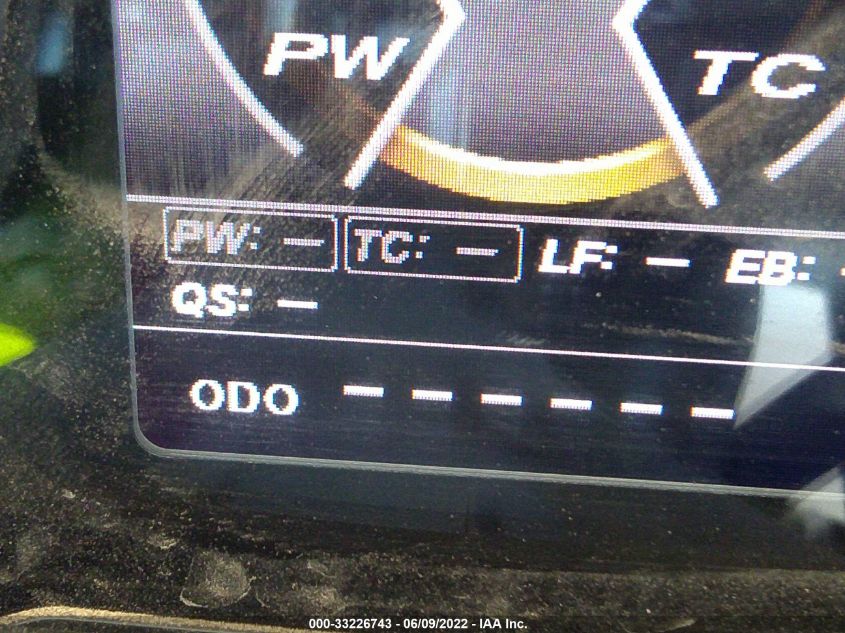 PW TC
PW: – TC: – LF: – EB: -
QS: –
ODO – – – – – –
000-33226743 - 06/09/2022 - IAA Inc.